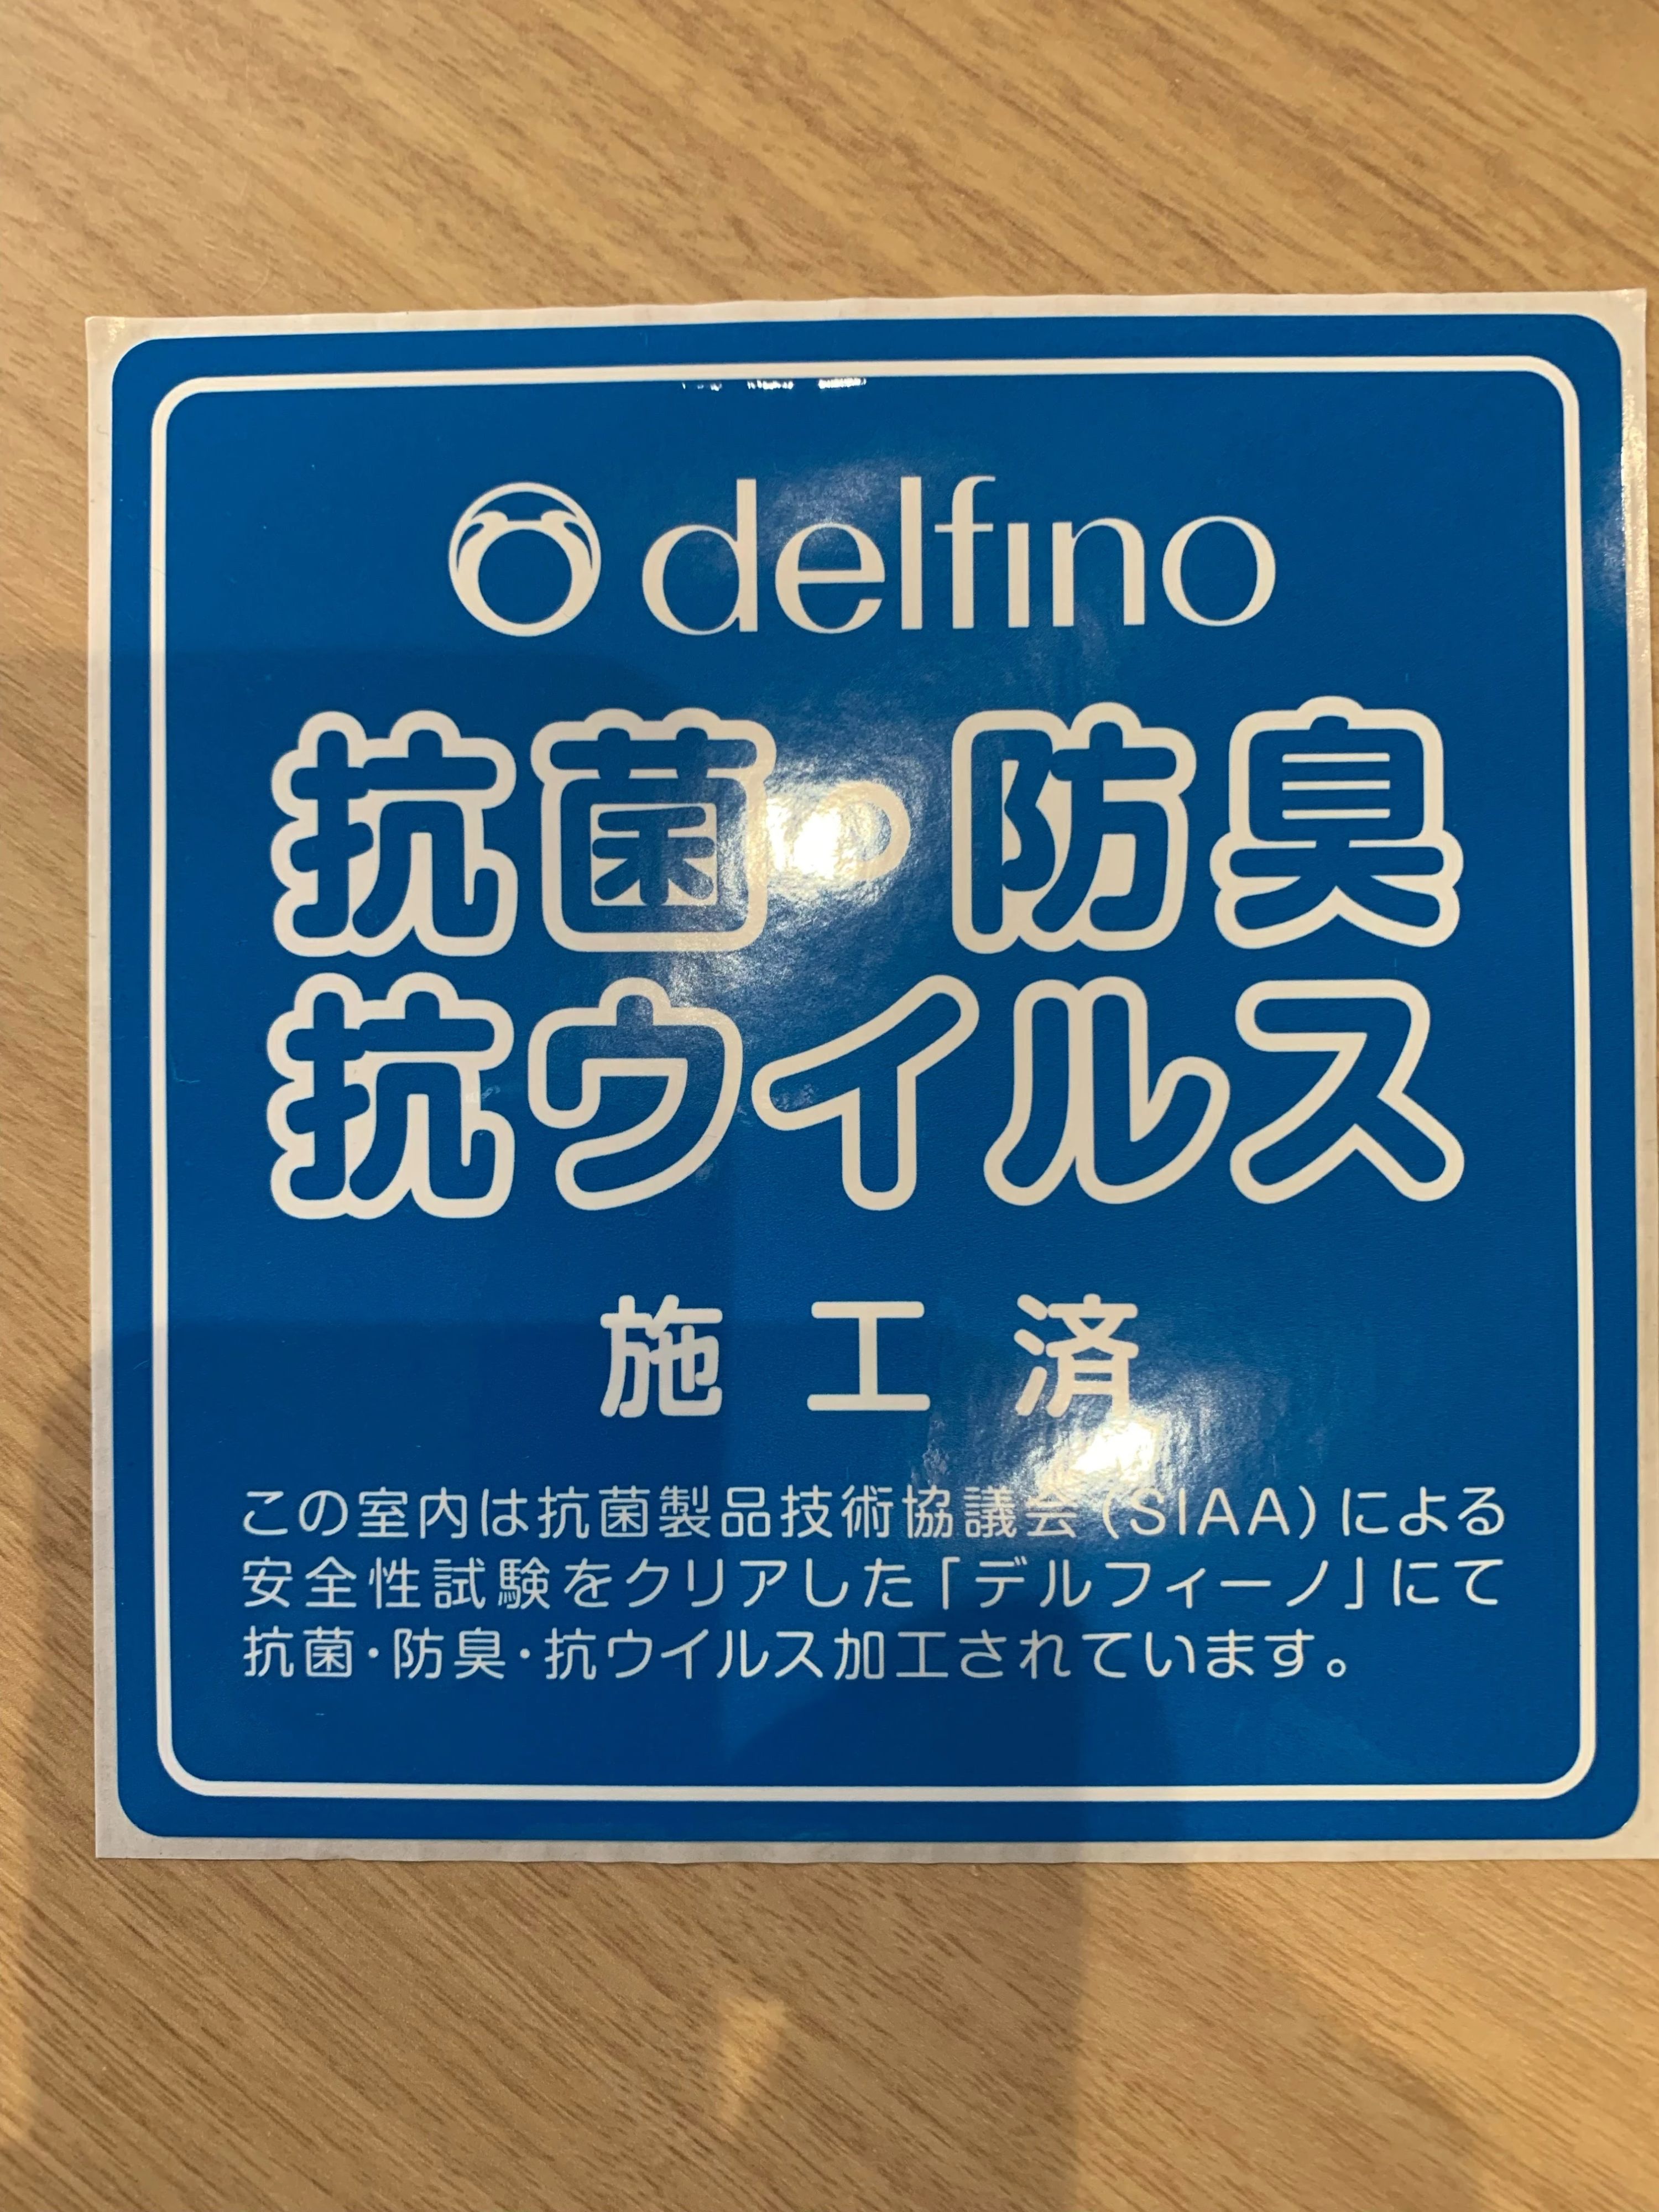 delfino
抗菌・防臭
抗ウイルス
施工済
この室内は抗菌製品技術協議会(SIAA)による
安全性試験をクリアした「デルフィーノ」にて
抗菌・防臭・抗ウイルス加工されています。